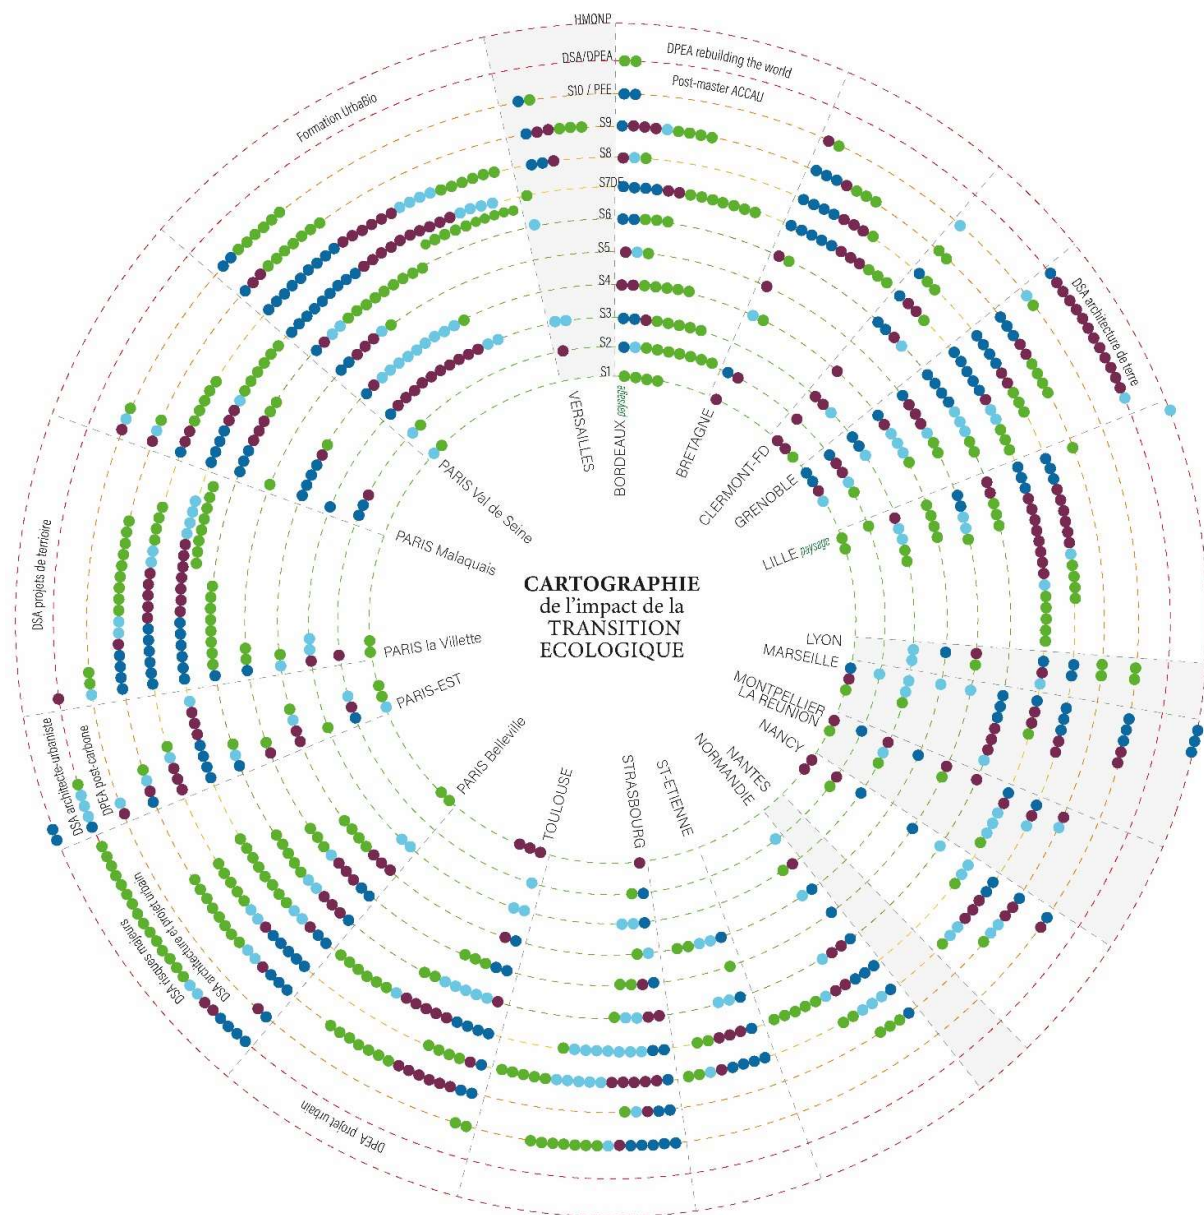 HMONP
DSA/DPEA
S10 / PFE
S9
S8
S7DE
S6
S5
S4
S3
S2
S1
DPEA rebuilding the world
Post-master ACCAU
Formation UrbaBio
DSA architecture de terre
DSA projets de terrioire
DSA architecte-urbaniste
DPEA post-carbone
DSA risques majeurs
DSA architecture et projet urbain
DPEA projet urbain
VERSAILLES
BORDEAUX paysage
BRETAGNE
CLERMONT-FD
GRENOBLE
LILLE paysage
LYON
MARSEILLE
MONTPELLIER
LA REUNION
NANCY
NANTES
NORMANDIE
ST-ETIENNE
STRASBOURG
TOULOUSE
PARIS Belleville
PARIS-EST
PARIS la Villette
PARIS Malaquais
PARIS Val de Seine
CARTOGRAPHIE
de l'impact de la
TRANSITION
ECOLOGIQUE